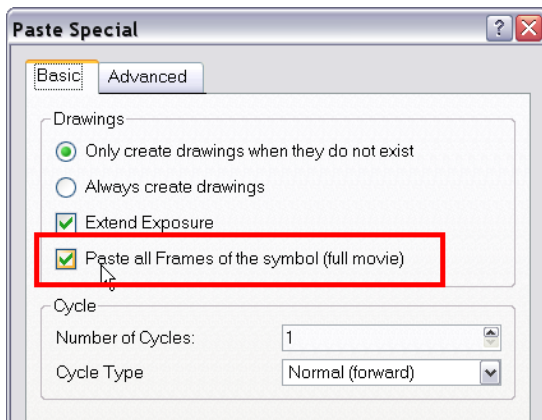 Paste Special
Basic Advanced
Drawings
Only create drawings when they do not exist
Always create drawings
Extend Exposure
Paste all Frames of the symbol (full movie)
Cycle
Number of Cycles: 1
Cycle Type Normal (forward)